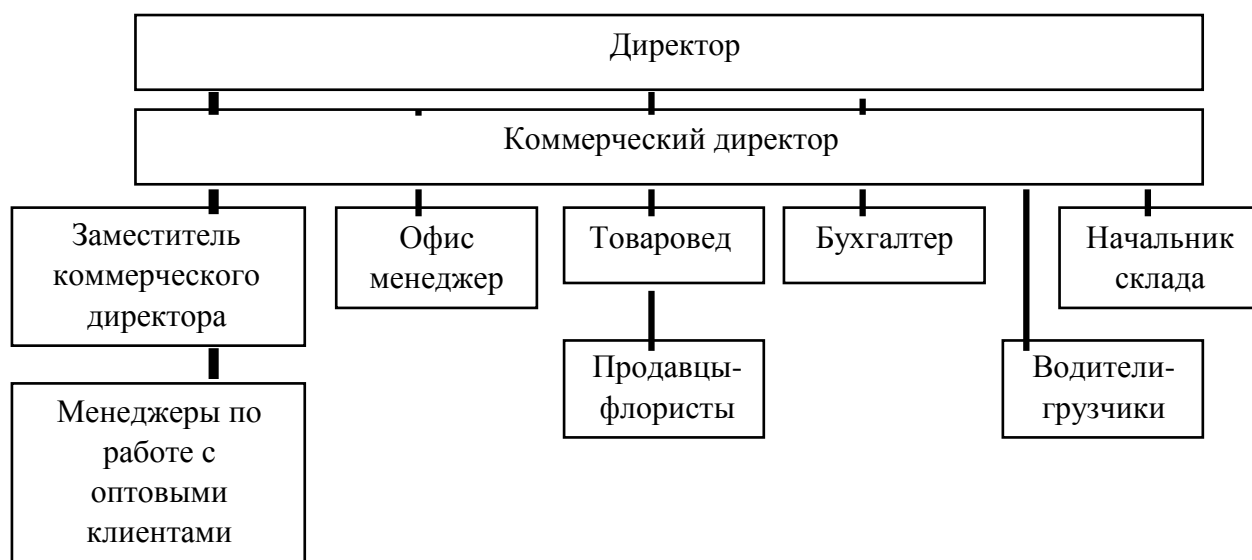 Директор
Коммерческий директор
Заместитель
коммерческого
директора
Офис
менеджер
Товаровед
Бухгалтер
Начальник
склада
Продавцы-
флористы
Водители-
грузчики
Менеджеры по
работе с
оптовыми
клиентами